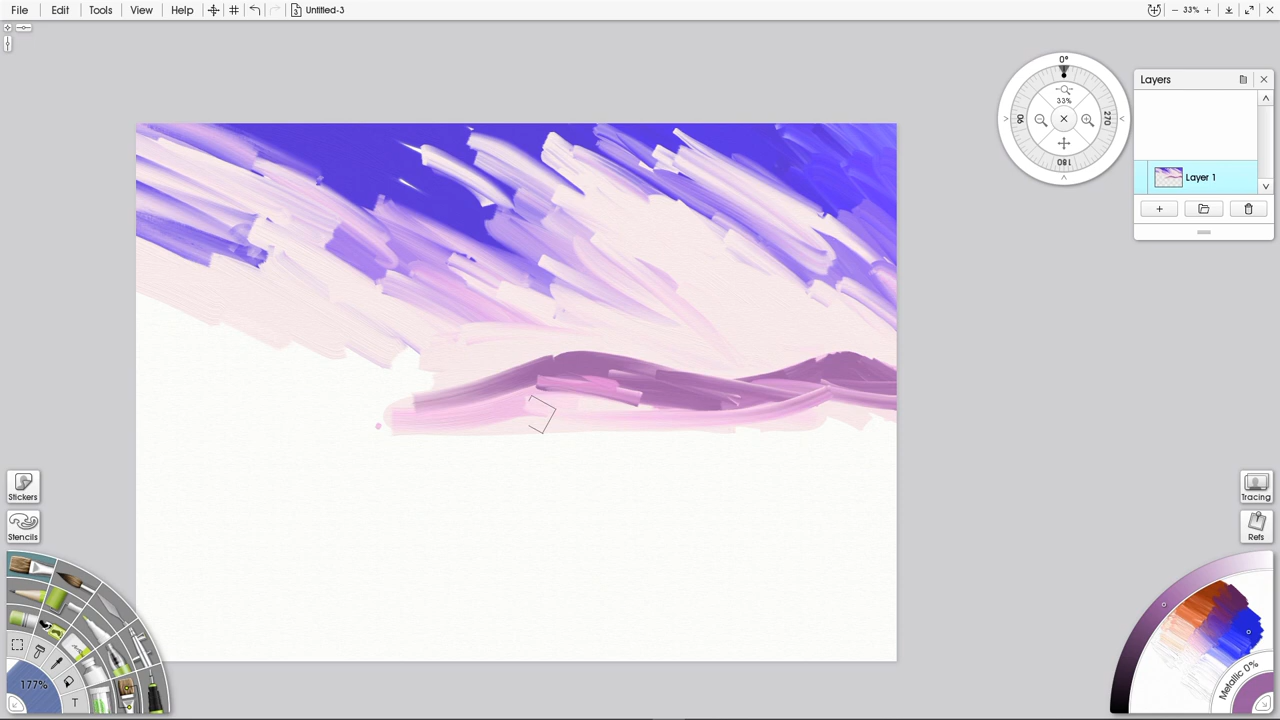 File Edit Tools View Help Untitled-3 33%
0°
33%
90 270
180
Layers
Layer 1
Stickers
Stencils
Tracing
Refs
177%
T
Metallic 0%